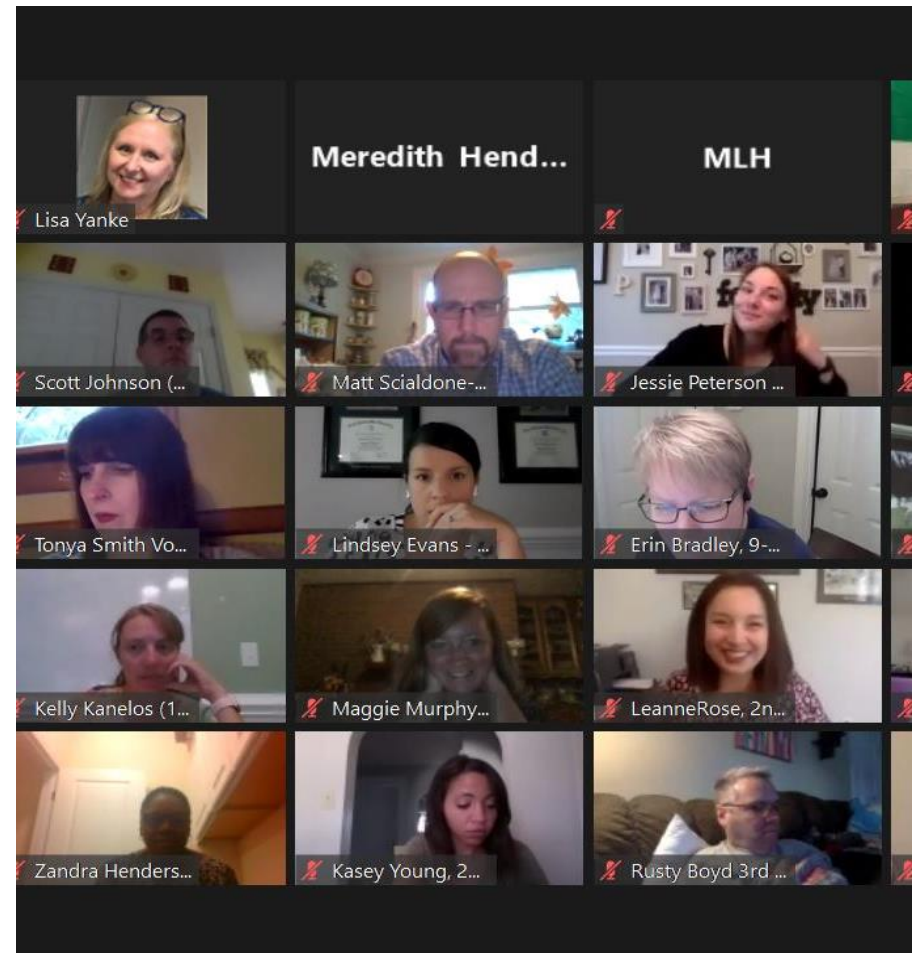 Lisa Yanke
Meredith Hend...
MLH
Scott Johnson (...
Matt Scialdone-...
Jessie Peterson ...
Tonya Smith Vo...
Lindsey Evans - ...
Erin Bradley, 9-...
Kelly Kanelos (1...
Maggie Murphy...
LeanneRose, 2n...
Zandra Henders...
Kasey Young, 2...
Rusty Boyd 3rd ...